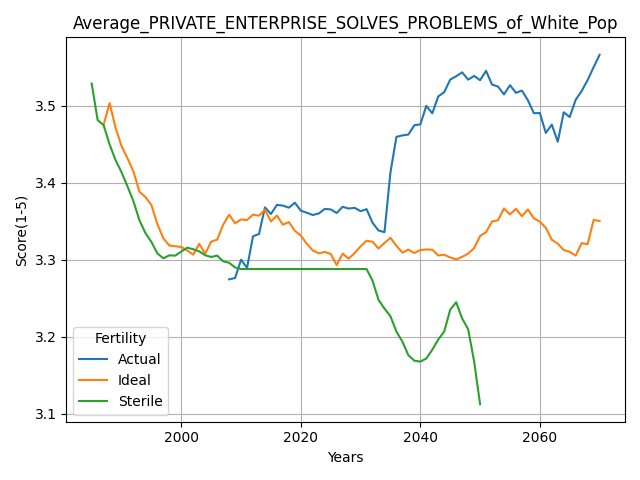 Average_PRIVATE_ENTERPRISE_SOLVES_PROBLEMS_of_White_Pop
Score(1-5)
3.5
3.4
3.3
3.2
3.1
Fertility
Actual
Ideal
Sterile
2000 2020 2040 2060
Years